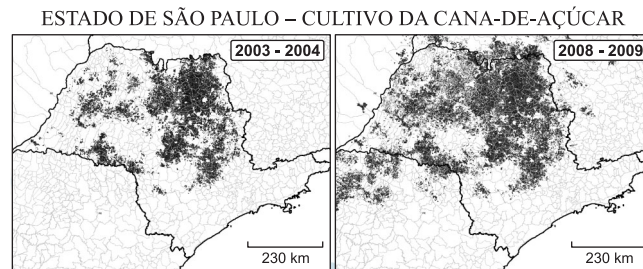 ESTADO DE SÃO PAULO – CULTIVO DA CANA-DE-AÇÚCAR
2003 - 2004
2008 - 2009
230 km
230 km